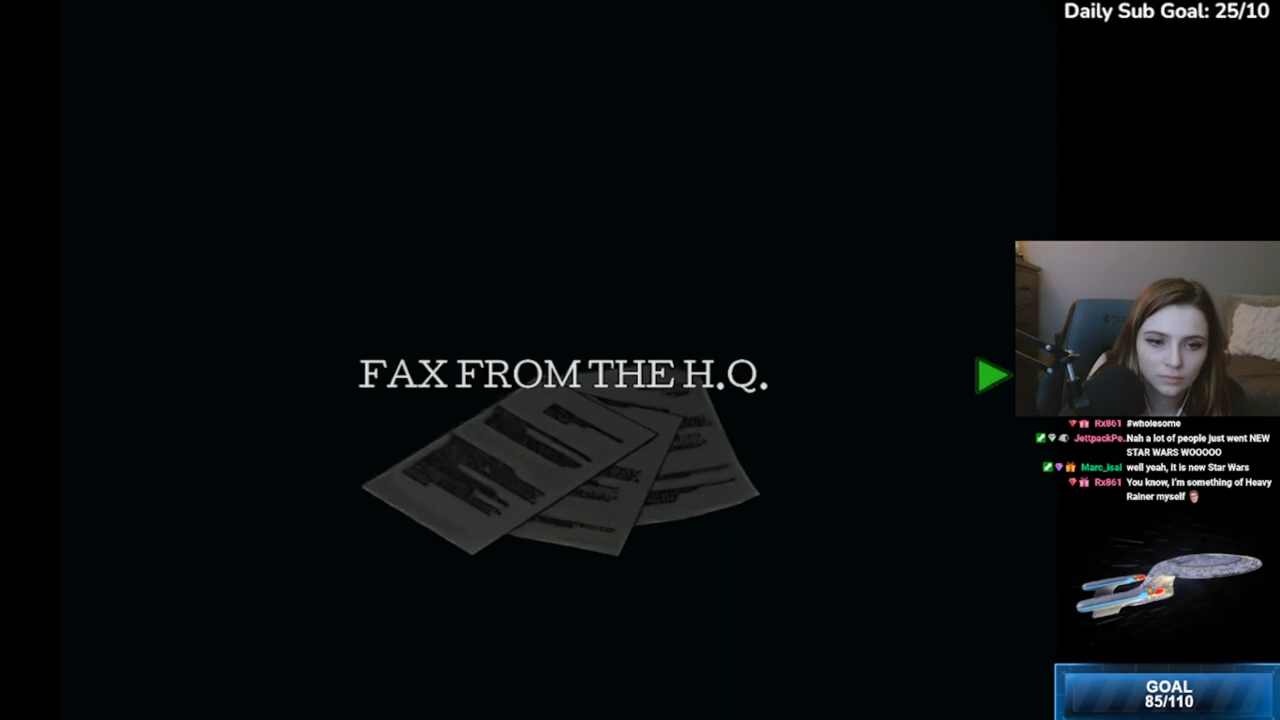 Daily Sub Goal: 25/10
FAX FROM THE H.Q.
Rx861 #wholesome
JettpackPe. Nah a lot of people just went NEW
STAR WARS WOOOOO
Marc_isai well yeah, it is new Star Wars
Rx861 You know, I'm something of Heavy
Rainer myself
GOAL
85/110